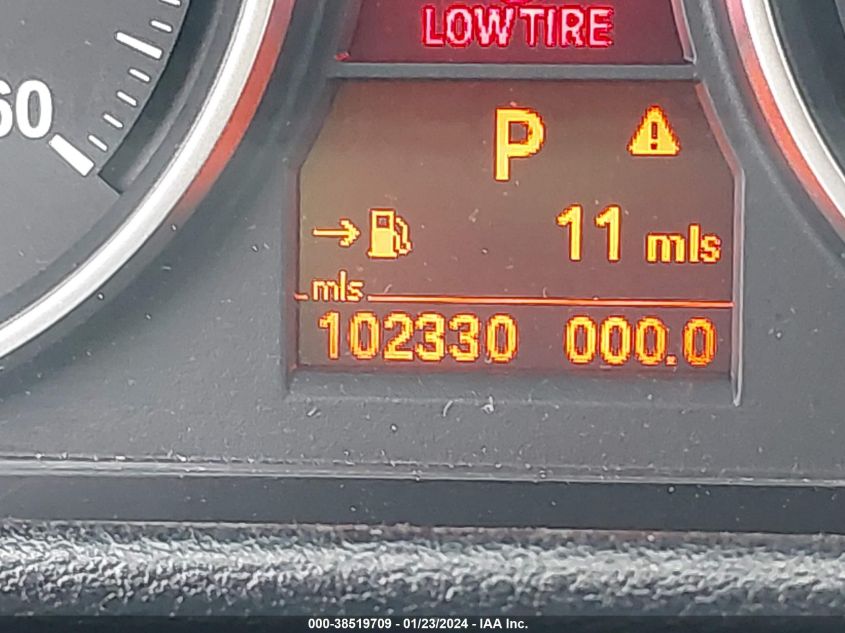 LOW TIRE
60
P
11 mls
mls
102330 000.0
000-38519709 - 01/23/2024 - IAA Inc.